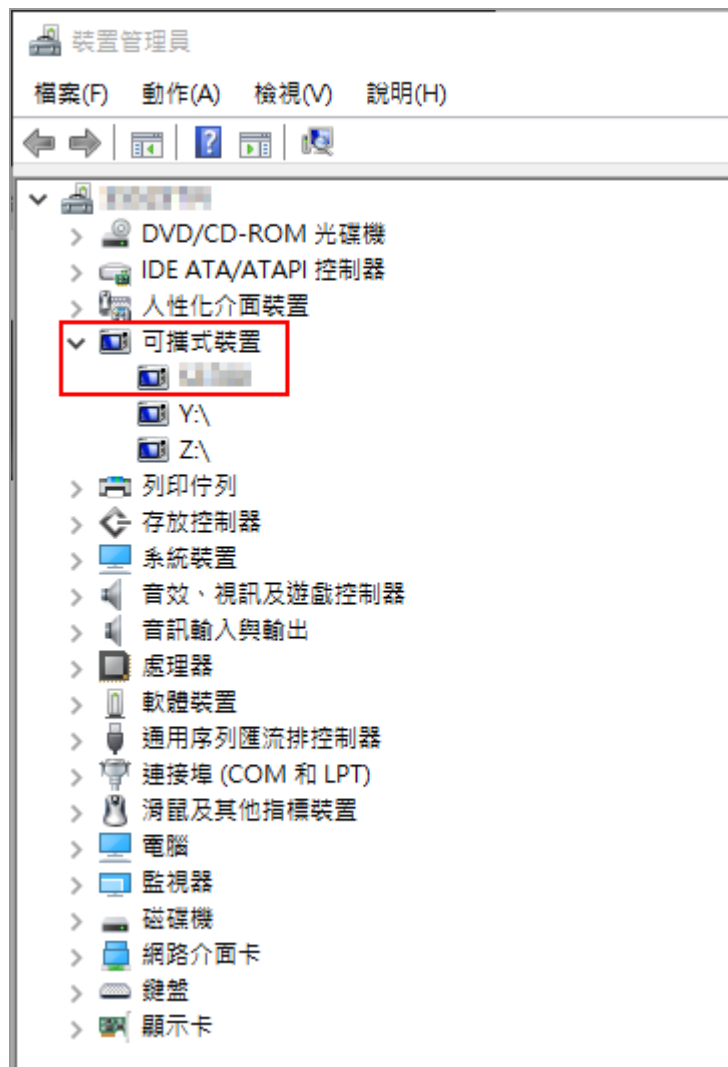 裝置管理員
檔案(F) 動作(A) 檢視(V) 說明(H)
DVD/CD-ROM 光碟機
IDE ATA/ATAPI 控制器
人性化介面裝置
可攜式裝置
Y:\
Z:\
列印佇列
存放控制器
系統裝置
音效、視訊及遊戲控制器
音訊輸入與輸出
處理器
軟體裝置
通用序列匯流排控制器
連接埠 (COM 和 LPT)
滑鼠及其他指標裝置
電腦
監視器
磁碟機
網路介面卡
鍵盤
顯示卡